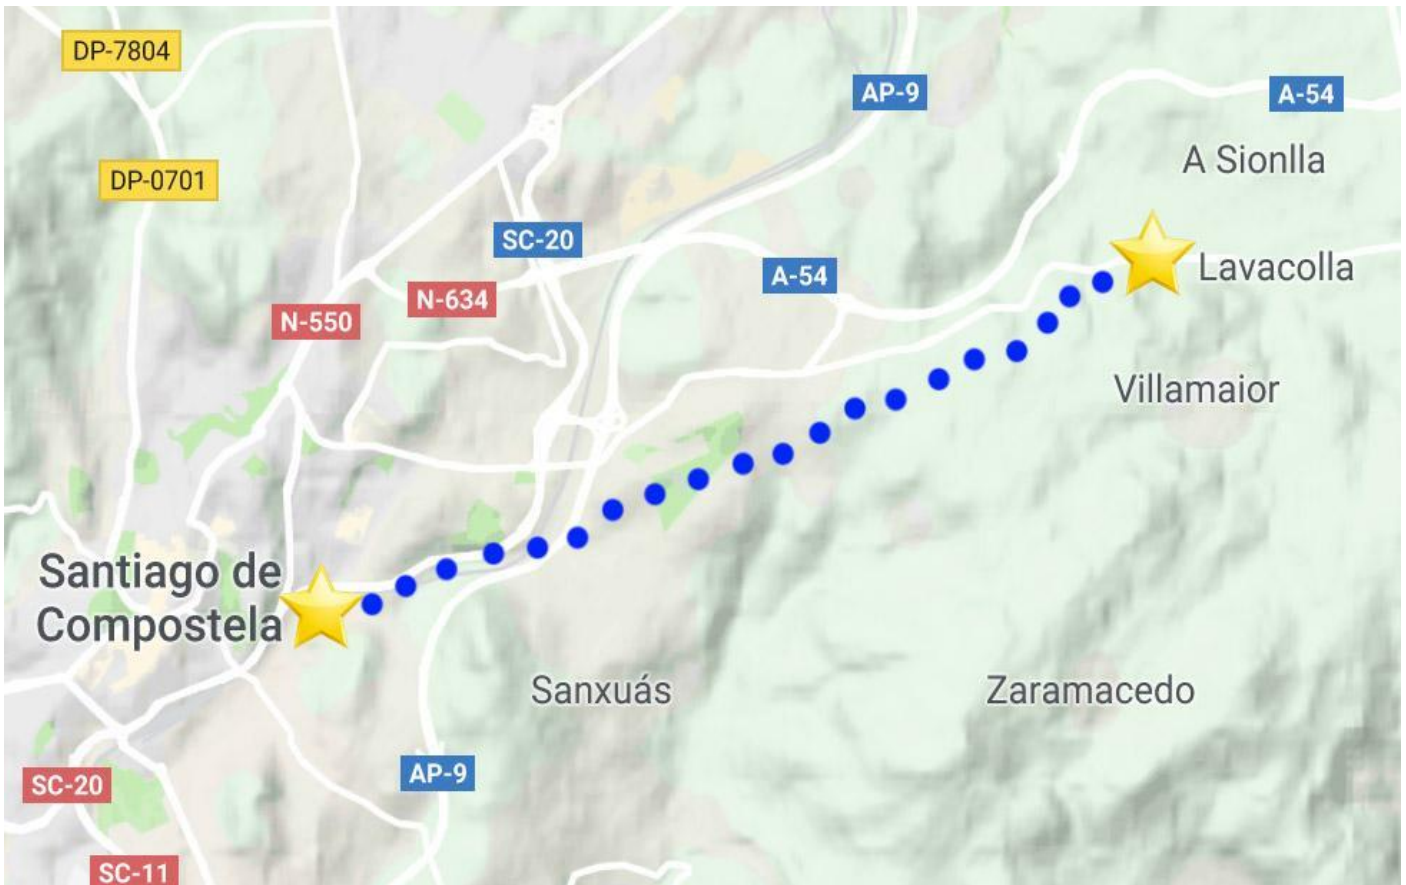 DP-7804
AP-9
A-54
A Sionlla
DP-0701
SC-20
Lavacolla
A-54
N-634
N-550
Villamaior
Santiago de
Compostela
Sanxuás
Zaramacedo
AP-9
SC-20
SC-11